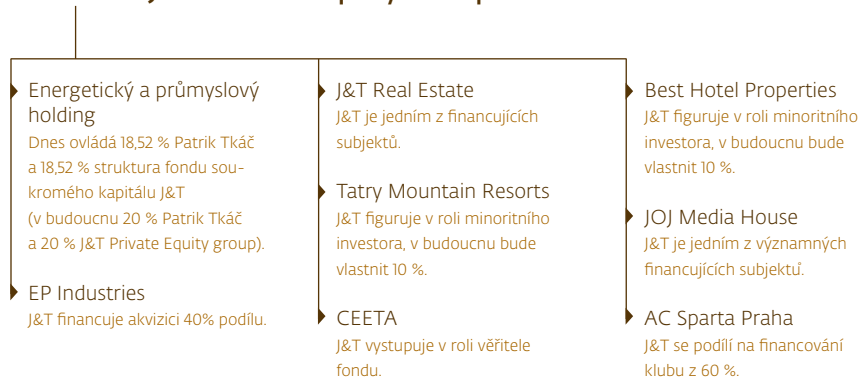 Energetický a průmyslový
holding
Dnes ovládá 18,52 % Patrik Tkáč
a 18,52 % struktura fondu sou-
kromého kapitálu J&T
(v budoucnu 20 % Patrik Tkáč
a 20 % J&T Private Equity group).
EP Industries
J&T financuje akvizici 40% podílu.
J&T Real Estate
J&T je jedním z financujících
subjektů.
Tatry Mountain Resorts
J&T figuruje v roli minoritního
investora, v budoucnu bude
vlastnit 10 %.
CEETA
J&T vystupuje v roli věřitele
fondu.
Best Hotel Properties
J&T figuruje v roli minoritního
investora, v budoucnu bude
vlastnit 10 %.
JOJ Media House
J&T je jedním z významných
financujících subjektů.
AC Sparta Praha
J&T se podílí na financování
klubu z 60 %.